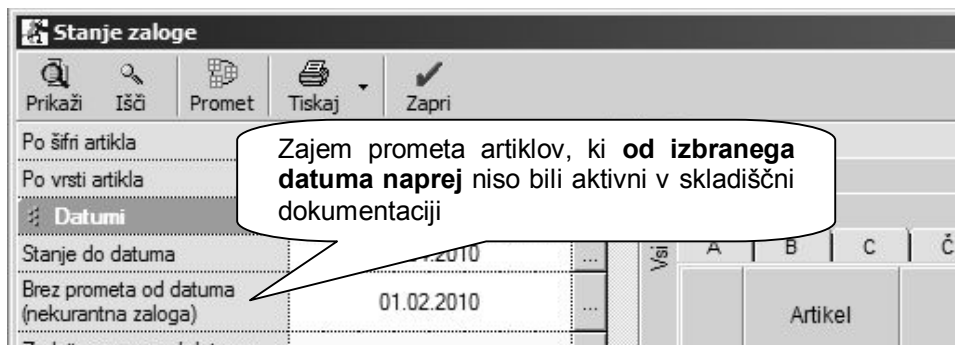 Stanje zaloge
Prikaži Išči Promet Tiskaj Zapri
Po šifri artikla
Zajem prometa artiklov, ki od izbranega
datuma naprej niso bili aktivni v skladiščni
dokumentaciji
Po vrsti artikla
Datumi
Stanje do datuma
2010 ...
Vsi A B C Č
Brez prometa od datuma
(nekurantna zaloga)
01.02.2010 ...
Artikel